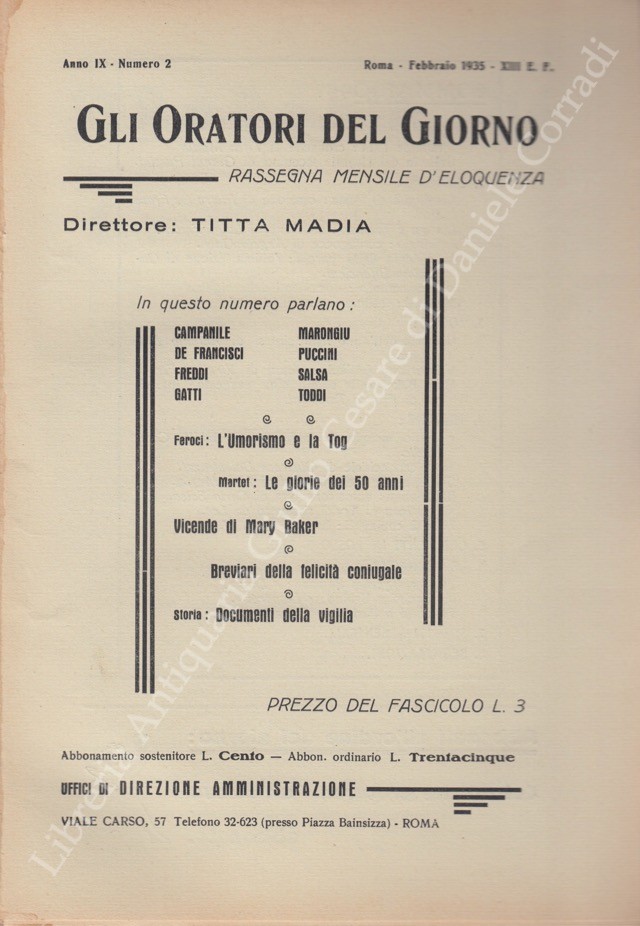 Anno IX - Numero 2
Roma - Febbraio 1935 - XIII E. F.
GLI ORATORI DEL GIORNO
RASSEGNA MENSILE D'ELOQUENZA
Direttore: TITTA MADIA
In questo numero parlano:
CAMPANILE MARONGIU
DE FRANCISCI PUCCINI
FREDDI SALSA
GATTI TODDI
Feroci: L'Umorismo e la Tog
Martet: Le glorie dei 50 anni
Vicende di Mary Baker
Breviari della felicità coniugale
Storia: Documenti della vigilia
PREZZO DEL FASCICOLO L. 3
Abbonamento sostenitore L. Cento — Abbon. ordinario L. Trentacinque
UFFICI DI DIREZIONE AMMINISTRAZIONE
VIALE CARSO, 57 Telefono 32-623 (presso Piazza Bainsizza) - ROMA
Libreria Antiquaria Giulio Cesare di Daniele Corradi